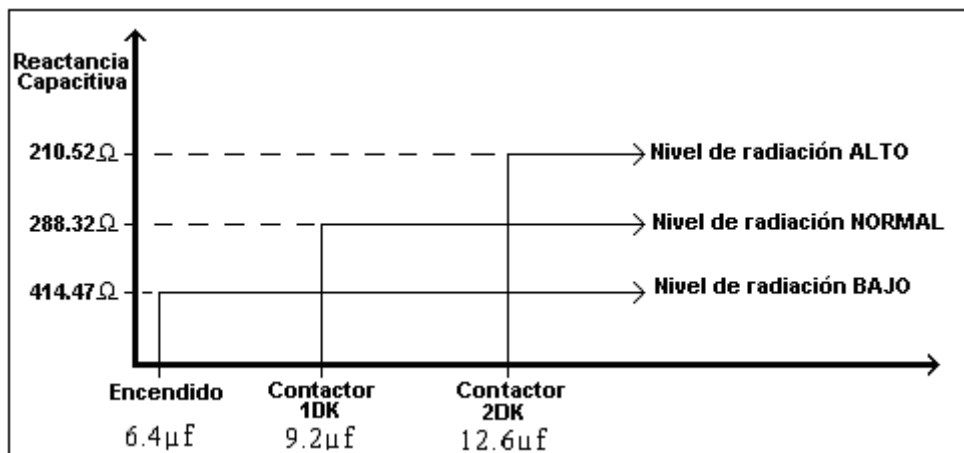 Reactancia
Capacitiva
210.52Ω
Nivel de radiación ALTO
288.32Ω
Nivel de radiación NORMAL
414.47Ω
Nivel de radiación BAJO
Encendido
Contactor
1DK
Contactor
2DK
6.4µf
9.2µf
12.6uf